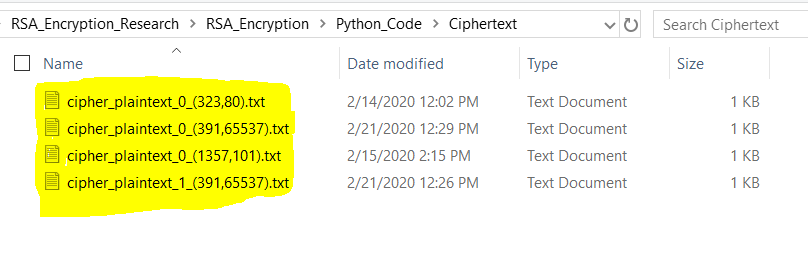 RSA_Encryption_Research > RSA_Encryption > Python_Code > Ciphertext Search Ciphertext
Name Date modified Type Size
cipher_plaintext_0_(323,80).txt 2/14/2020 12:02 PM Text Document 1 KB
cipher_plaintext_0_(391,65537).txt 2/21/2020 12:29 PM Text Document 1 KB
cipher_plaintext_0_(1357,101).txt 2/15/2020 2:15 PM Text Document 1 KB
cipher_plaintext_1_(391,65537).txt 2/21/2020 12:26 PM Text Document 1 KB